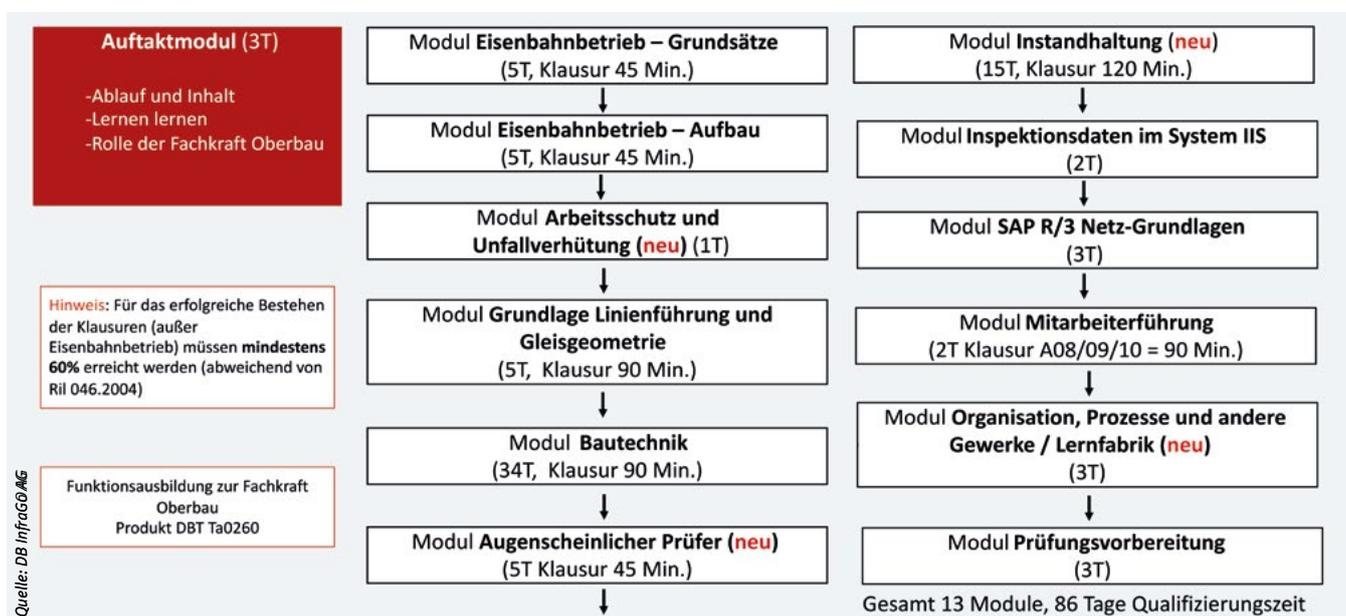 Auftaktmodul (3T)
-Ablauf und Inhalt
-Lernen lernen
-Rolle der Fachkraft Oberbau
Hinweis: Für das erfolgreiche Bestehen
der Klausuren (außer
Eisenbahnbetrieb) müssen mindestens
60% erreicht werden (abweichend von
Ril 046.2004)
Funktionsausbildung zur Fachkraft
Oberbau
Produkt DBT Ta0260
Quelle: DB InfraGO AG
Modul Eisenbahnbetrieb – Grundsätze
(5T, Klausur 45 Min.)
Modul Eisenbahnbetrieb – Aufbau
(5T, Klausur 45 Min.)
Modul Arbeitsschutz und
Unfallverhütung (neu) (1T)
Modul Grundlage Linienführung und
Gleisgeometrie
(5T, Klausur 90 Min.)
Modul Bautechnik
(34T, Klausur 90 Min.)
Modul Augenscheinlicher Prüfer (neu)
(5T Klausur 45 Min.)
Modul Instandhaltung (neu)
(15T, Klausur 120 Min.)
Modul Inspektionsdaten im System IIS
(2T)
Modul SAP R/3 Netz-Grundlagen
(3T)
Modul Mitarbeiterführung
(2T Klausur A08/09/10 = 90 Min.)
Modul Organisation, Prozesse und andere
Gewerke / Lernfabrik (neu)
(3T)
Modul Prüfungsvorbereitung
(3T)
Gesamt 13 Module, 86 Tage Qualifizierungszeit